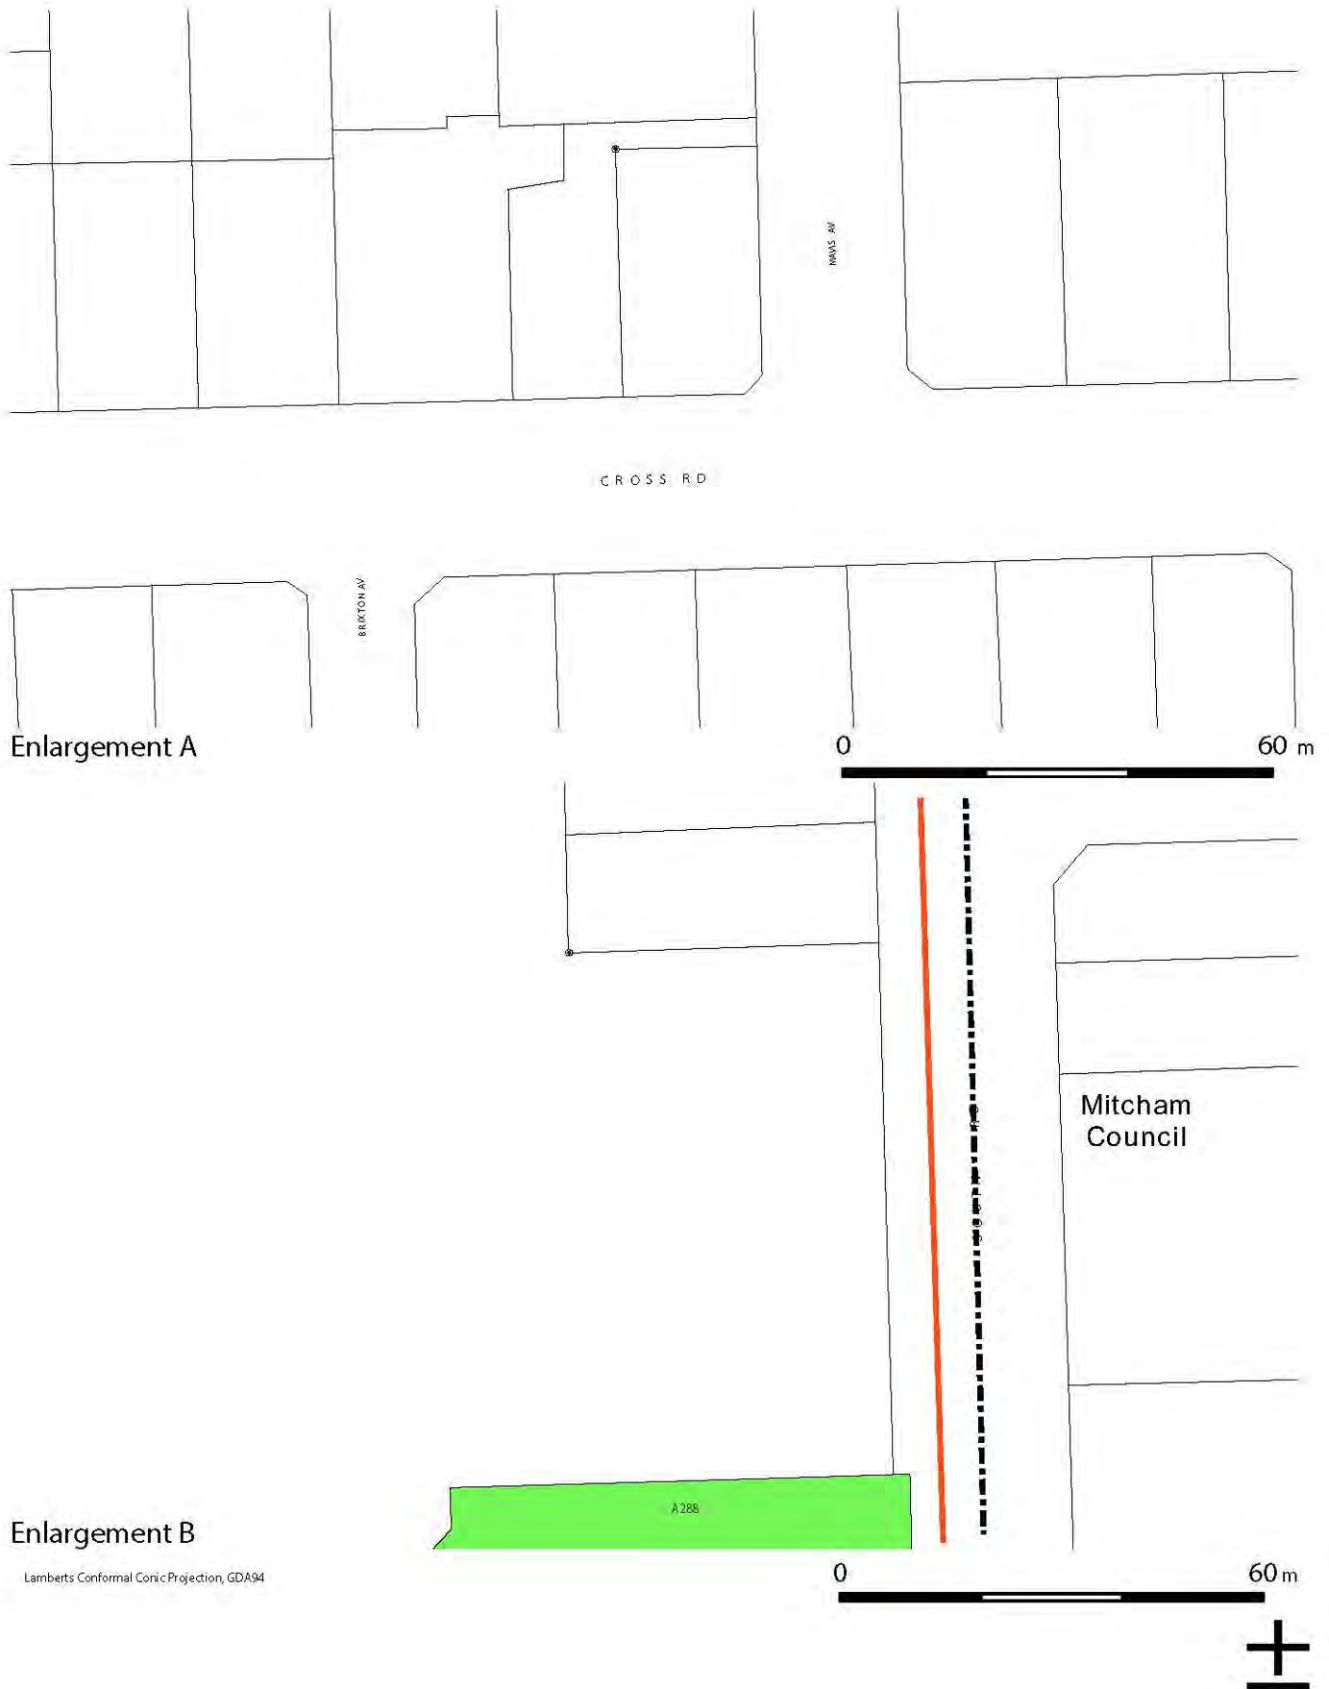 MAVIS AV
CROSS RD
BRIXTON AV
Enlargement A
0 60 m
Mitcham
Council
A288
Enlargement B
Lamberts Conformal Conic Projection, GDA94
0 60 m